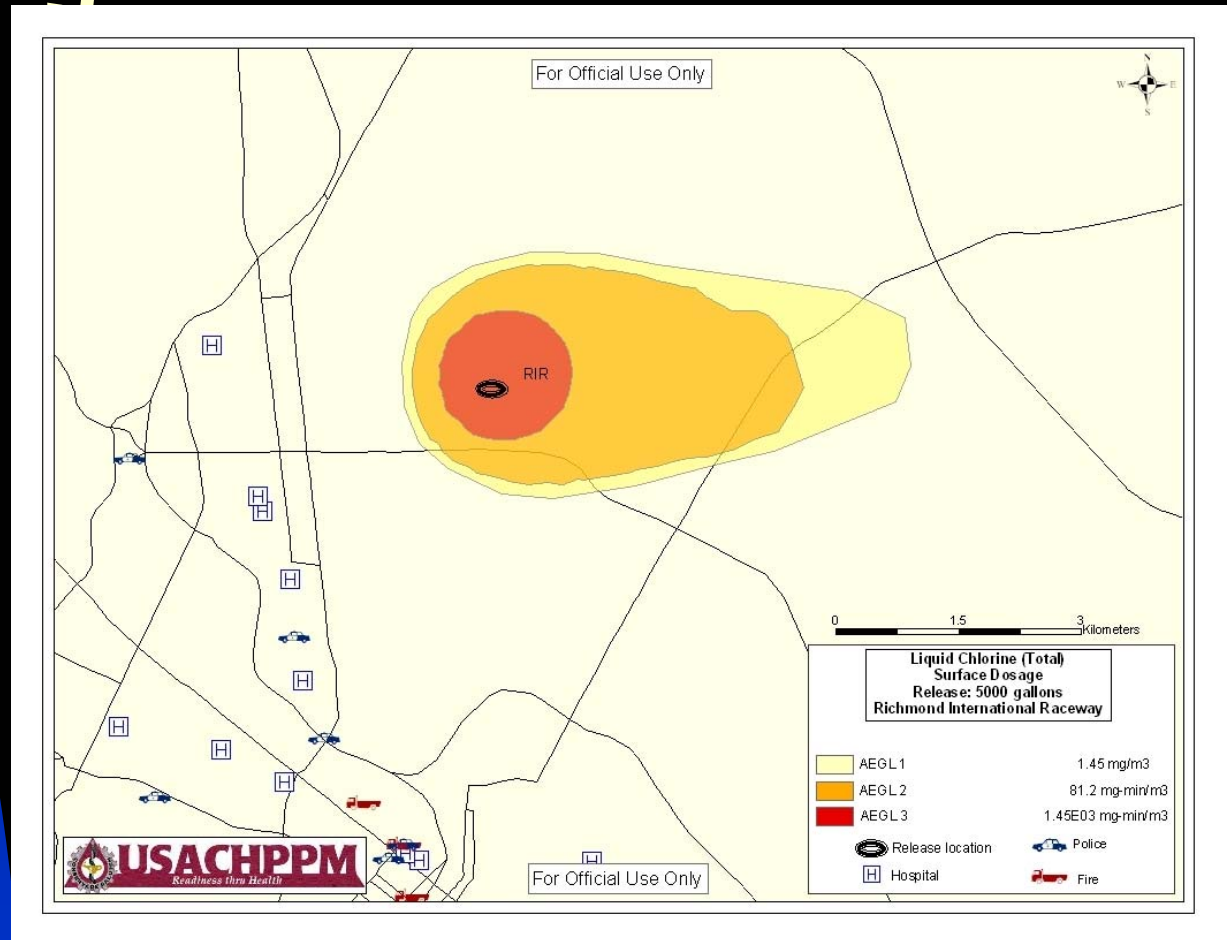 For Official Use Only
N
W E
S
H
RIR
H
H
H
H
H
H
H
H
H
H
H
0 1.5 3 Kilometers
Liquid Chlorine (Total)
Surface Dosage
Release: 5000 gallons
Richmond International Raceway
AEGL 1 1.45 mg/m3
AEGL 2 81.2 mg-min/m3
AEGL 3 1.45E03 mg-min/m3
Release location Police
H Hospital Fire
USACHPPM
Readiness thru Health
For Official Use Only